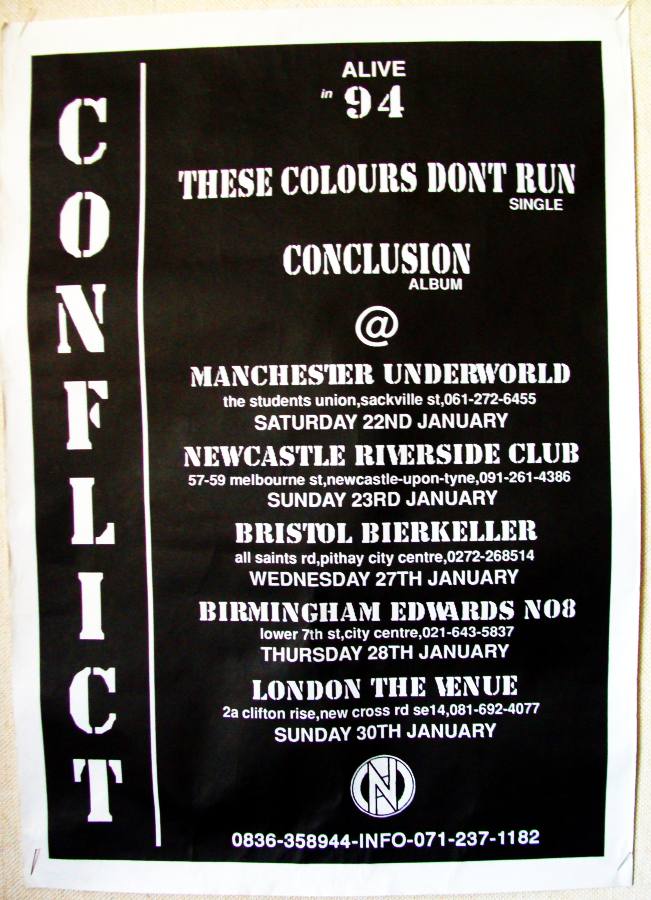 CONFLICT
ALIVE
in 94
THESE COLOURS DONT RUN
SINGLE
CONCLUSION
ALBUM
@
MANCHESTER UNDERWORLD
the students union,sackville st,061-272-6455
SATURDAY 22ND JANUARY
NEWCASTLE RIVERSIDE CLUB
57-59 melbourne st,newcastle-upon-tyne,091-261-4386
SUNDAY 23RD JANUARY
BRISTOL BIERKELLER
all saints rd,pithay city centre,0272-268514
WEDNESDAY 27TH JANUARY
BIRMINGHAM EDWARDS NO8
lower 7th st,city centre,021-643-5837
THURSDAY 28TH JANUARY
LONDON THE VENUE
2a clifton rise,new cross rd se14,081-692-4077
SUNDAY 30TH JANUARY
0836-358944-INFO-071-237-1182